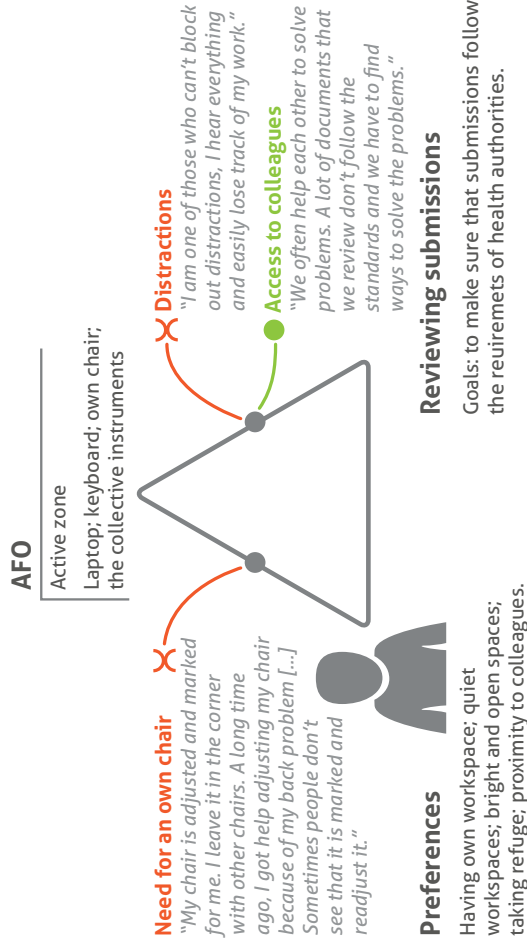 AFO
Active zone
Laptop; keyboard; own chair;
the collective instruments
Need for an own chair
“My chair is adjusted and marked
for me. I leave it in the corner
with other chairs. A long time
ago, I got help adjusting my chair
because of my back problem [...]
Sometimes people don’t
see that it is marked and
readjust it.”
Distractions
“I am one of those who can’t block
out distractions, I hear everything
and easily lose track of my work.”
Access to colleagues
“We often help each other to solve
problems. A lot of documents that
we review don’t follow the
standards and we have to find
ways to solve the problems.”
Preferences
Having own workspace; quiet
workspaces; bright and open spaces;
taking refuge; proximity to colleagues.
Reviewing submissions
Goals: to make sure that submissions follow
the reuiremets of health authorities.